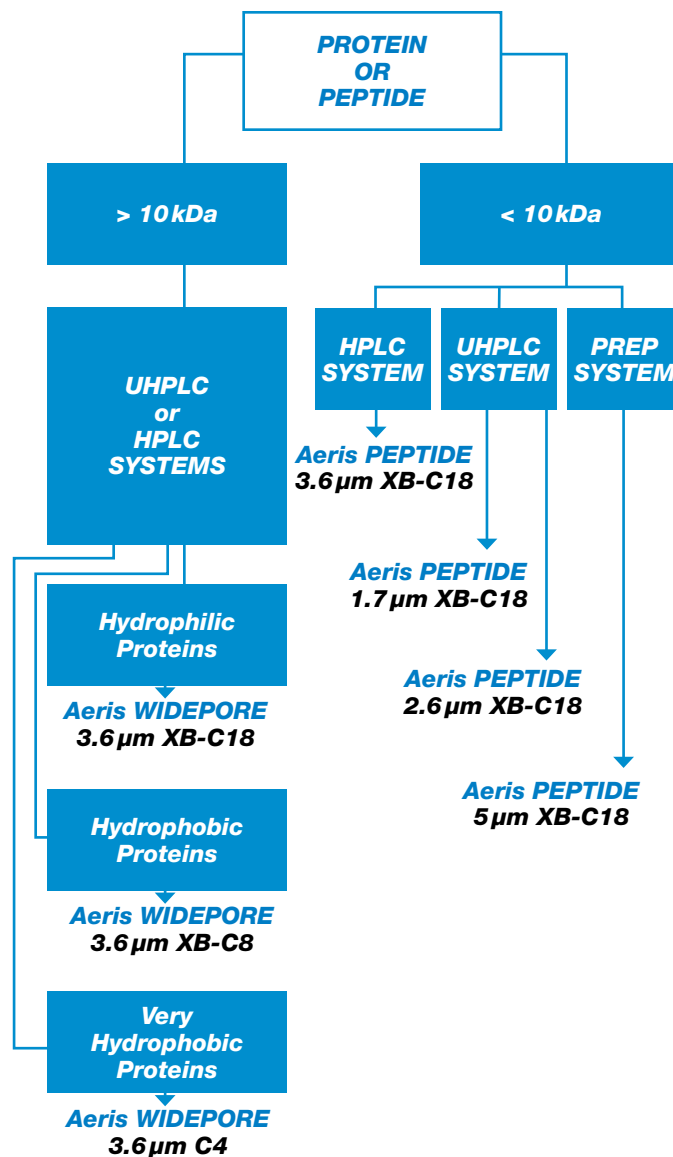 PROTEIN
OR
PEPTIDE
> 10 kDa
< 10 kDa
UHPLC
or
HPLC
SYSTEMS
HPLC
SYSTEM
UHPLC
SYSTEM
PREP
SYSTEM
Aeris PEPTIDE
3.6 µm XB-C18
Aeris PEPTIDE
1.7 µm XB-C18
Aeris PEPTIDE
2.6 µm XB-C18
Aeris PEPTIDE
5 µm XB-C18
Hydrophilic
Proteins
Aeris WIDEPORE
3.6 µm XB-C18
Hydrophobic
Proteins
Aeris WIDEPORE
3.6 µm XB-C8
Very
Hydrophobic
Proteins
Aeris WIDEPORE
3.6 µm C4